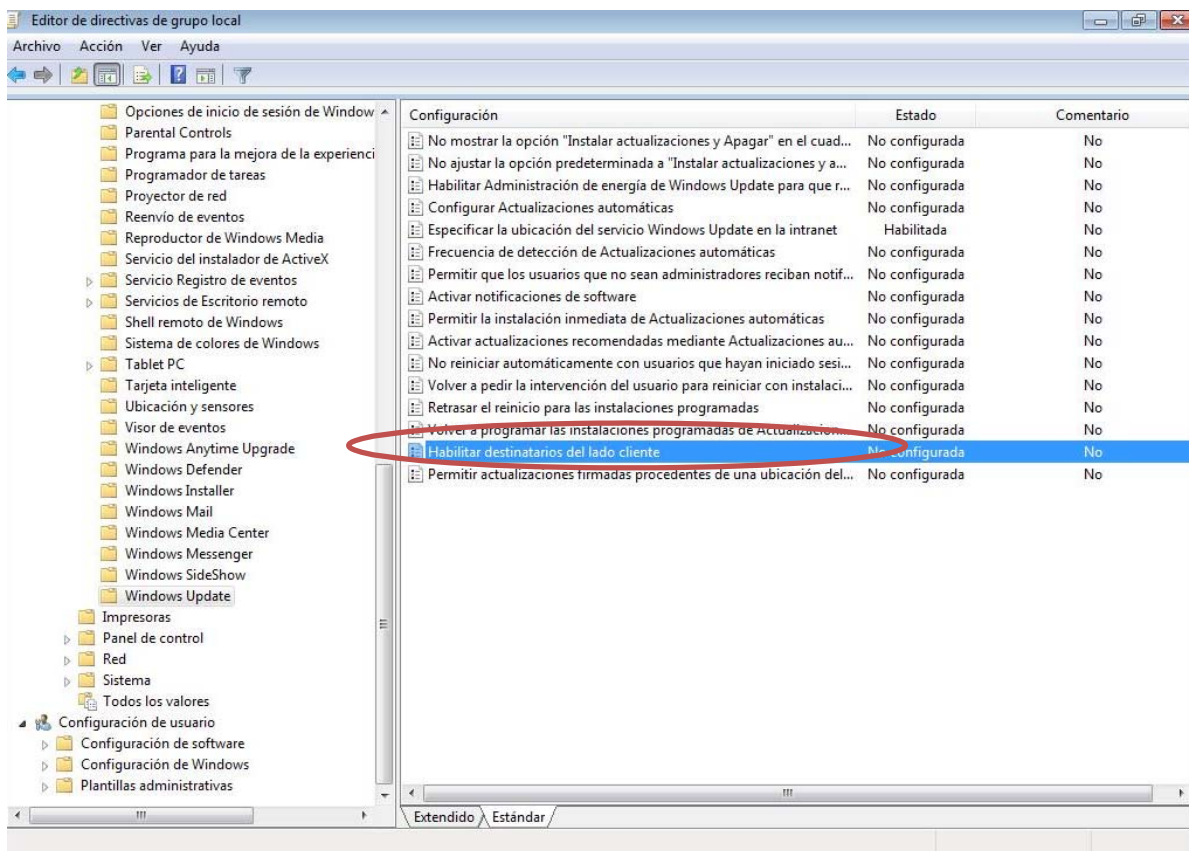 Editor de directivas de grupo local
Archivo Acción Ver Ayuda
Opciones de inicio de sesión de Window
Parental Controls
Programa para la mejora de la experienci
Programador de tareas
Proyector de red
Reenvío de eventos
Reproductor de Windows Media
Servicio del instalador de ActiveX
Servicio Registro de eventos
Servicios de Escritorio remoto
Shell remoto de Windows
Sistema de colores de Windows
Tablet PC
Tarjeta inteligente
Ubicación y sensores
Visor de eventos
Windows Anytime Upgrade
Windows Defender
Windows Installer
Windows Mail
Windows Media Center
Windows Messenger
Windows SideShow
Windows Update
Impresoras
Panel de control
Red
Sistema
Todos los valores
Configuración de usuario
Configuración de software
Configuración de Windows
Plantillas administrativas
Configuración Estado Comentario
No mostrar la opción "Instalar actualizaciones y Apagar" en el cuad... No configurada No
No ajustar la opción predeterminada a "Instalar actualizaciones y a... No configurada No
Habilitar Administración de energía de Windows Update para que r... No configurada No
Configurar Actualizaciones automáticas No configurada No
Especificar la ubicación del servicio Windows Update en la intranet Habilitada No
Frecuencia de detección de Actualizaciones automáticas No configurada No
Permitir que los usuarios que no sean administradores reciban notif... No configurada No
Activar notificaciones de software No configurada No
Permitir la instalación inmediata de Actualizaciones automáticas No configurada No
Activar actualizaciones recomendadas mediante Actualizaciones au... No configurada No
No reiniciar automáticamente con usuarios que hayan iniciado sesi... No configurada No
Volver a pedir la intervención del usuario para reiniciar con instalaci... No configurada No
Retrasar el reinicio para las instalaciones programadas No configurada No
Volver a programar las instalaciones programadas de Actualizacion... No configurada No
Habilitar destinatarios del lado cliente No configurada No
Permitir actualizaciones firmadas procedentes de una ubicación del... No configurada No
Extendido Estándar